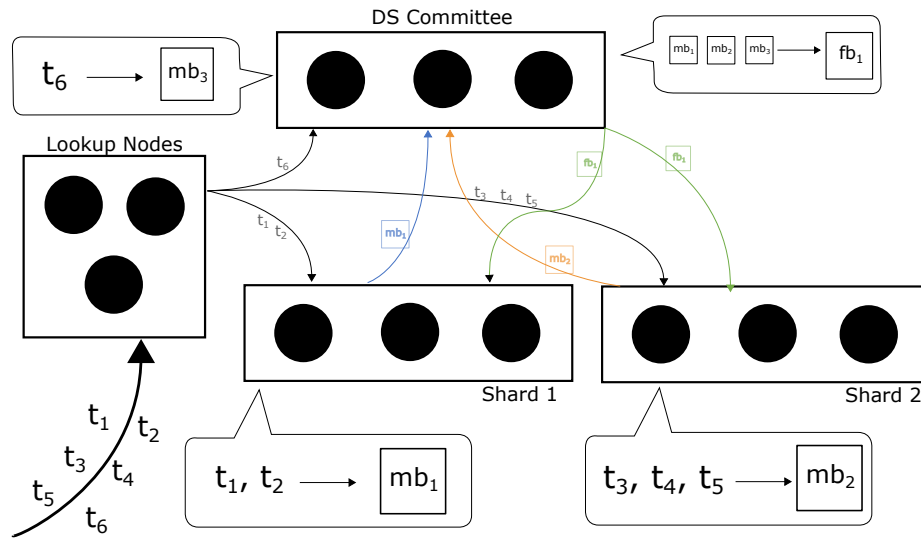 DS Committee
t₆ mb₃
mb₁ mb₂ mb₃ fb₁
Lookup Nodes
t₆
fb₁
fb₁
t₃ t₄ t₅
t₁ t₂
mb₁
mb₂
Shard 1
Shard 2
t₁
t₂
t₃
t₄
t₅
t₆
t₁, t₂ mb₁
t₃, t₄, t₅ mb₂